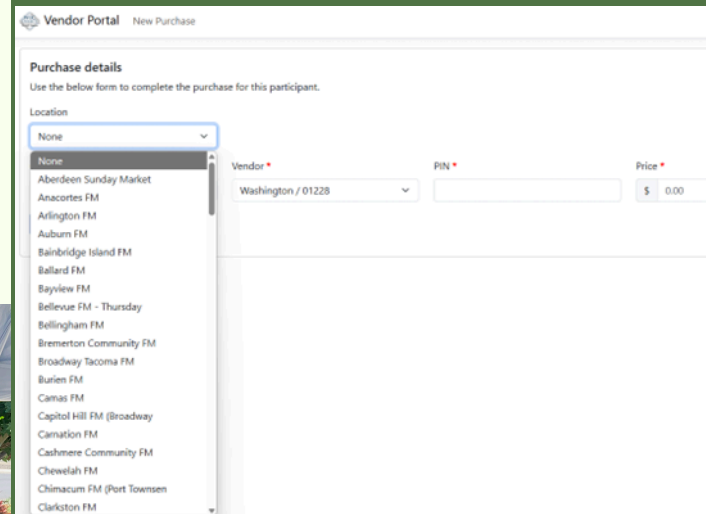 Vendor Portal New Purchase
Purchase details
Use the below form to complete the purchase for this participant.
Location
None
None
Aberdeen Sunday Market
Anacortes FM
Arlington FM
Auburn FM
Bainbridge Island FM
Ballard FM
Bayview FM
Bellevue FM - Thursday
Bellingham FM
Bremerton Community FM
Broadway Tacoma FM
Burien FM
Camas FM
Capitol Hill FM (Broadway
Carnation FM
Cashmere Community FM
Chewelah FM
Chimacum FM (Port Townsen
Clarkston FM
Vendor * PIN * Price *
Washington / 01228 $ 0.00